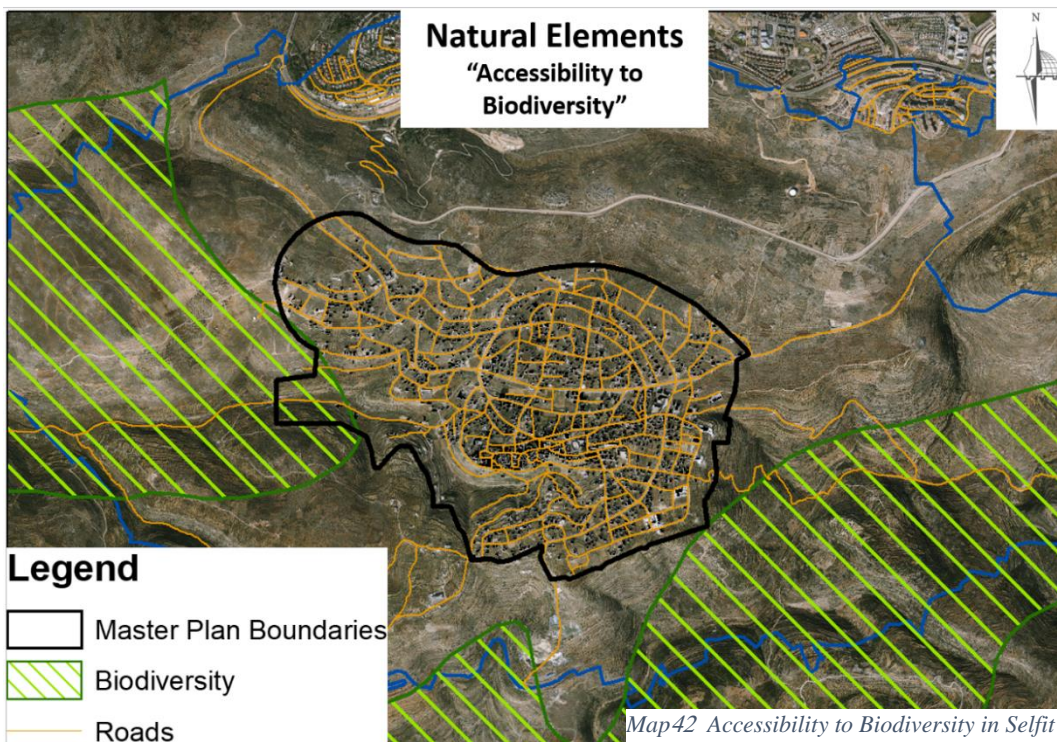 Natural Elements
“Accessibility to
Biodiversity”
N
Legend
Master Plan Boundaries
Biodiversity
Roads
Map42 Accessibility to Biodiversity in Selfit